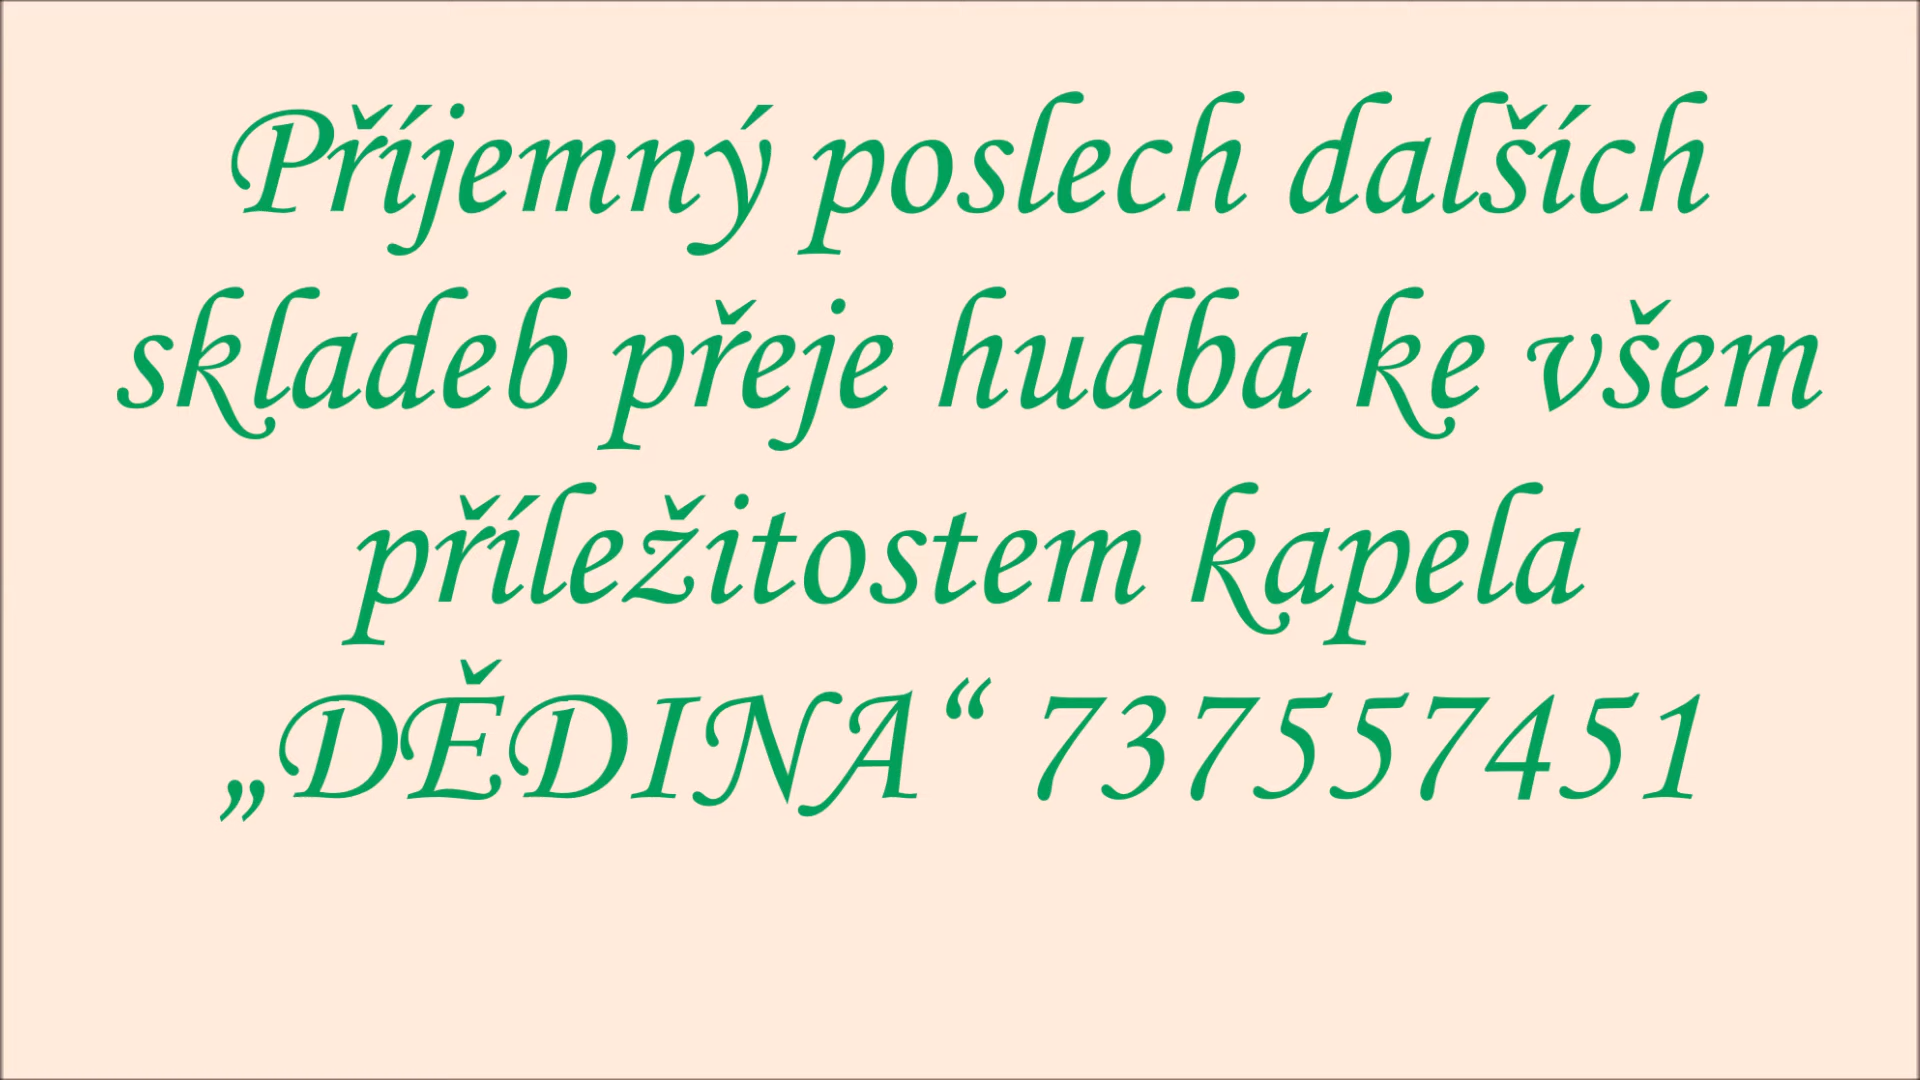 Příjemný poslech dalších
skladeb přeje hudba ke všem
příležitostem kapela
„DĚDINA“ 737557451